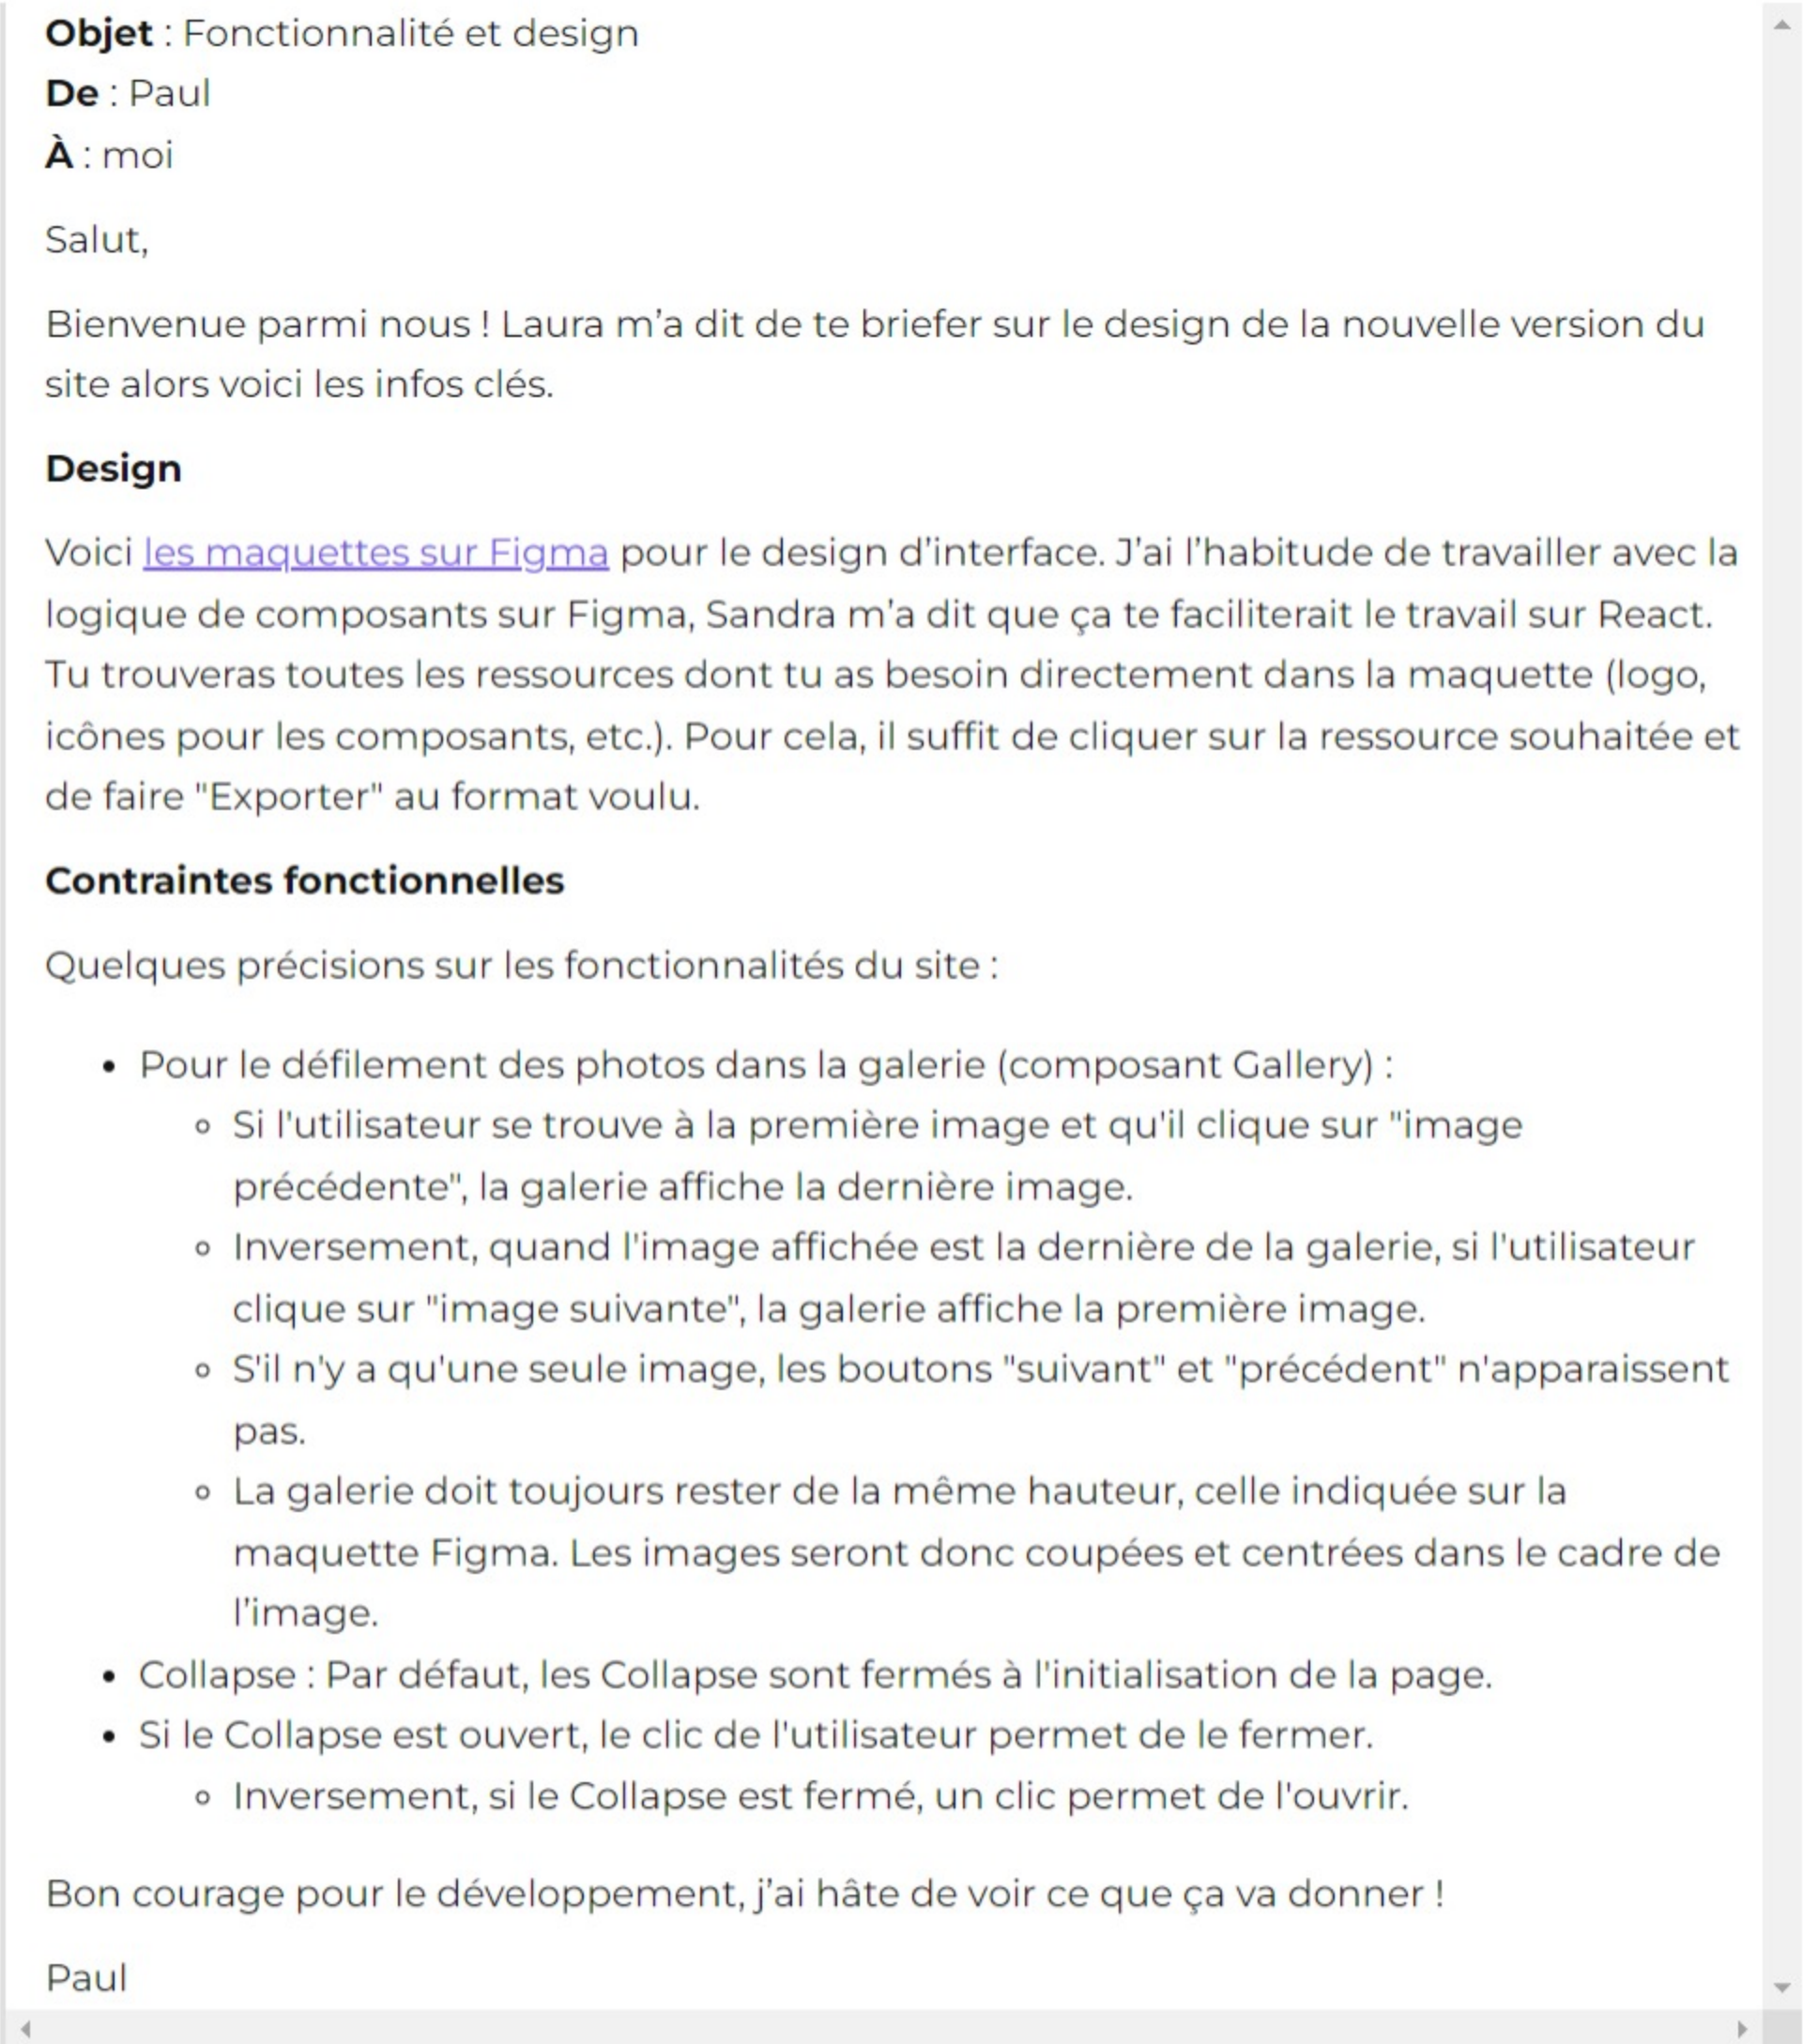 Objet : Fonctionnalité et design
De : Paul
À : moi
Salut,
Bienvenue parmi nous ! Laura m’a dit de te briefer sur le design de la nouvelle version du
site alors voici les infos clés.
Design
Voici les maquettes sur Figma pour le design d’interface. J’ai l’habitude de travailler avec la
logique de composants sur Figma, Sandra m’a dit que ça te faciliterait le travail sur React.
Tu trouveras toutes les ressources dont tu as besoin directement dans la maquette (logo,
icônes pour les composants, etc.). Pour cela, il suffit de cliquer sur la ressource souhaitée et
de faire "Exporter" au format voulu.
Contraintes fonctionnelles
Quelques précisions sur les fonctionnalités du site :
• Pour le défilement des photos dans la galerie (composant Gallery) :
◦ Si l'utilisateur se trouve à la première image et qu'il clique sur "image
précédente", la galerie affiche la dernière image.
◦ Inversement, quand l'image affichée est la dernière de la galerie, si l'utilisateur
clique sur "image suivante", la galerie affiche la première image.
◦ S'il n'y a qu'une seule image, les boutons "suivant" et "précédent" n'apparaissent
pas.
◦ La galerie doit toujours rester de la même hauteur, celle indiquée sur la
maquette Figma. Les images seront donc coupées et centrées dans le cadre de
l’image.
• Collapse : Par défaut, les Collapse sont fermés à l'initialisation de la page.
• Si le Collapse est ouvert, le clic de l'utilisateur permet de le fermer.
◦ Inversement, si le Collapse est fermé, un clic permet de l'ouvrir.
Bon courage pour le développement, j’ai hâte de voir ce que ça va donner !
Paul